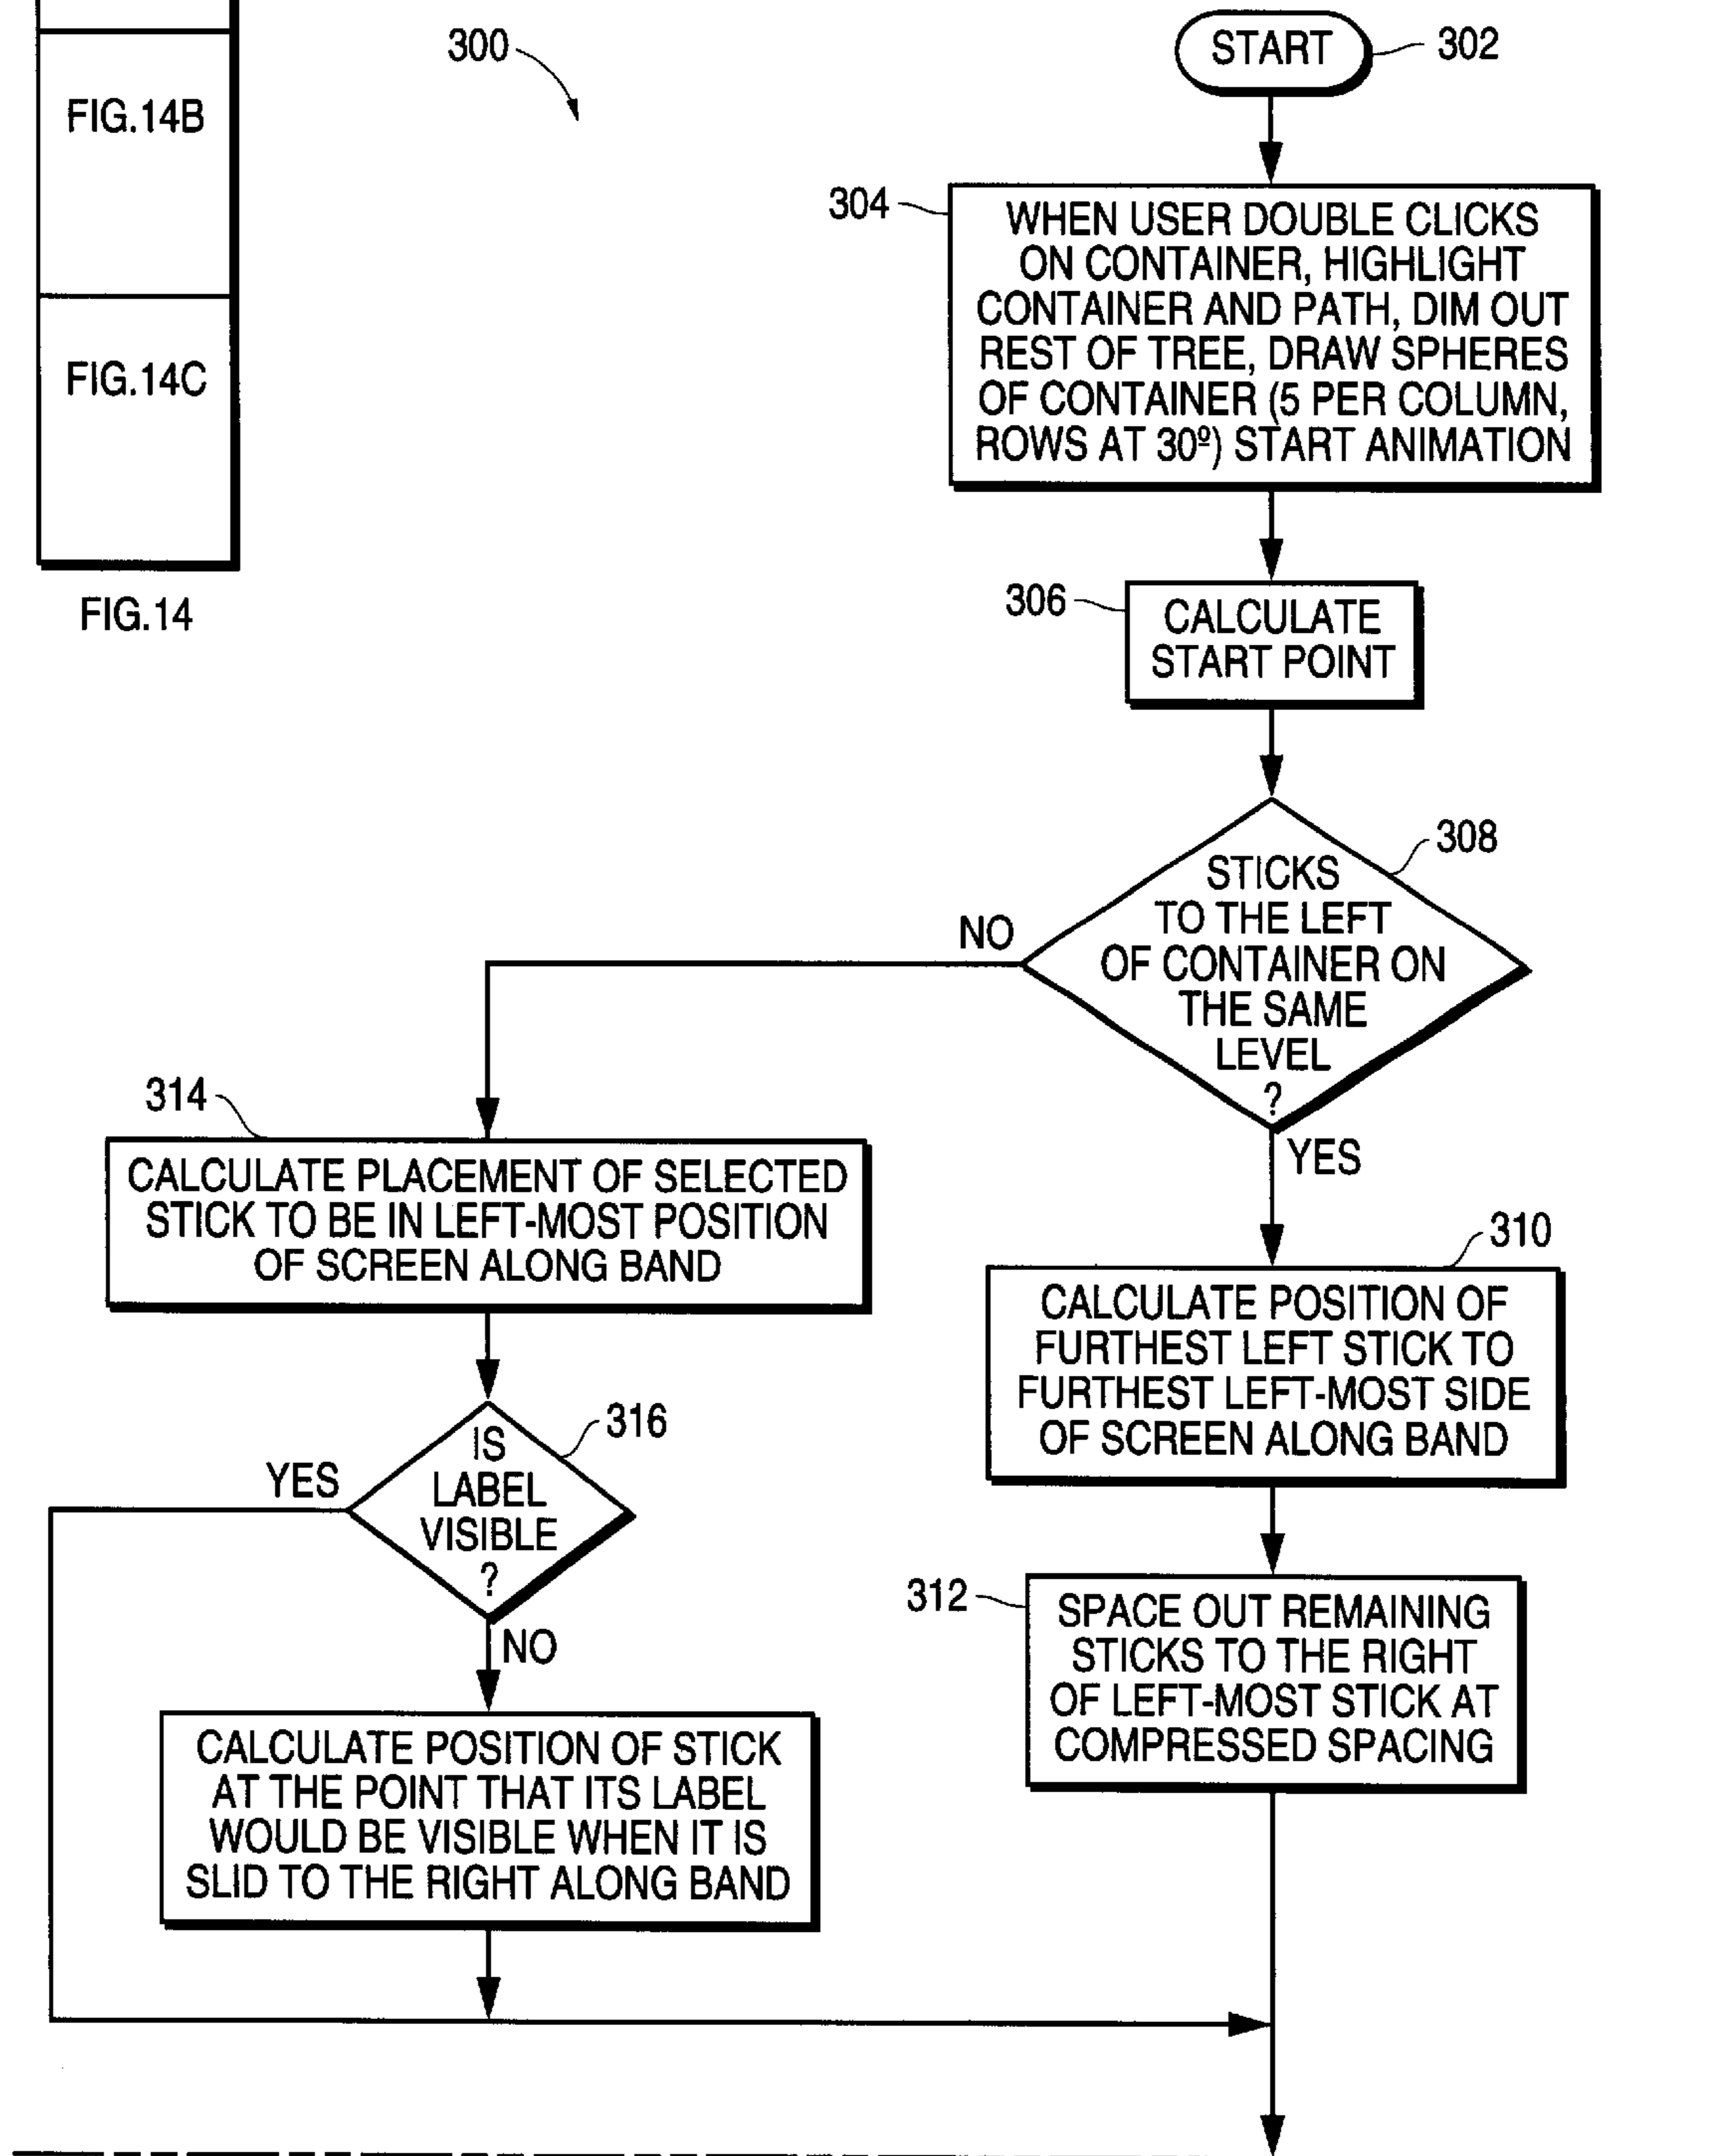 FIG.14B
FIG.14C
FIG.14
300
START
302
304
WHEN USER DOUBLE CLICKS
ON CONTAINER, HIGHLIGHT
CONTAINER AND PATH, DIM OUT
REST OF TREE, DRAW SPHERES
OF CONTAINER (5 PER COLUMN,
ROWS AT 30º) START ANIMATION
306
CALCULATE
START POINT
308
STICKS
TO THE LEFT
OF CONTAINER ON
THE SAME
LEVEL
?
NO
YES
314
CALCULATE PLACEMENT OF SELECTED
STICK TO BE IN LEFT-MOST POSITION
OF SCREEN ALONG BAND
310
CALCULATE POSITION OF
FURTHEST LEFT STICK TO
FURTHEST LEFT-MOST SIDE
OF SCREEN ALONG BAND
316
IS
LABEL
VISIBLE
?
YES
NO
312
SPACE OUT REMAINING
STICKS TO THE RIGHT
OF LEFT-MOST STICK AT
COMPRESSED SPACING
CALCULATE POSITION OF STICK
AT THE POINT THAT ITS LABEL
WOULD BE VISIBLE WHEN IT IS
SLID TO THE RIGHT ALONG BAND